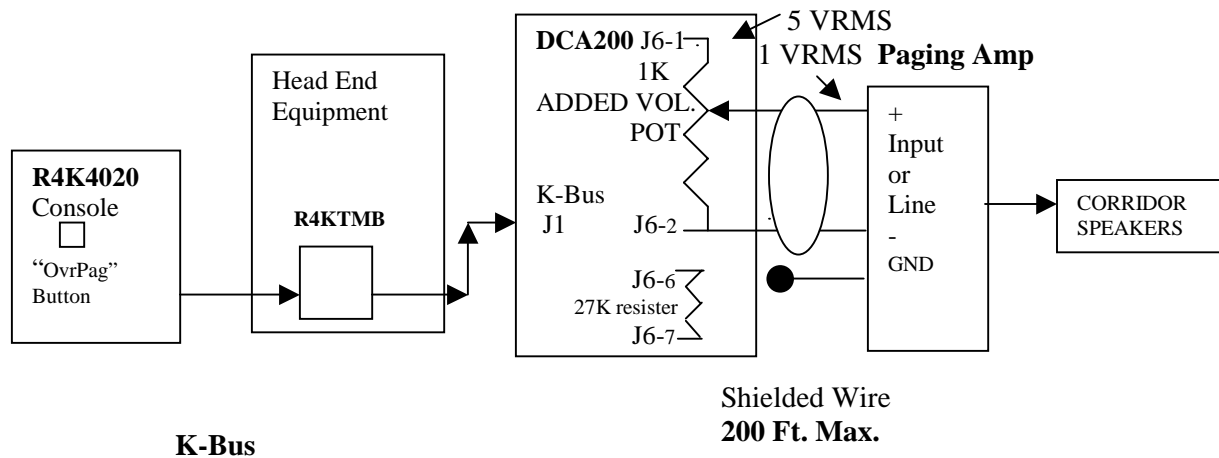 5 VRMS
1 VRMS Paging Amp
DCA200 J6-1
1K
ADDED VOL.
POT
K-Bus
J1
J6-2
J6-6
27K resister
J6-7
Head End
Equipment
R4KTMB
R4K4020
Console
“OvrPag”
Button
+
Input
or
Line
-
GND
CORRIDOR
SPEAKERS
Shielded Wire
200 Ft. Max.
K-Bus